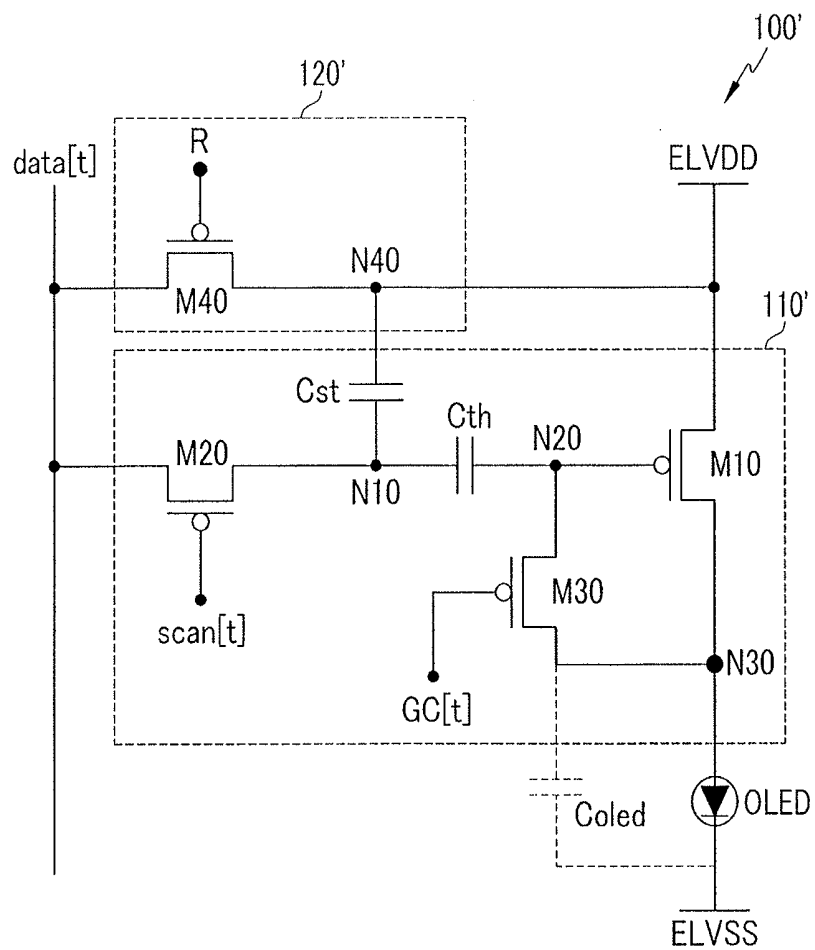 100'
120'
data[t]
R
ELVDD
N40
M40
110'
Cst
Cth
M20
N20
M10
N10
M30
scan[t]
N30
GC[t]
Coled
OLED
ELVSS